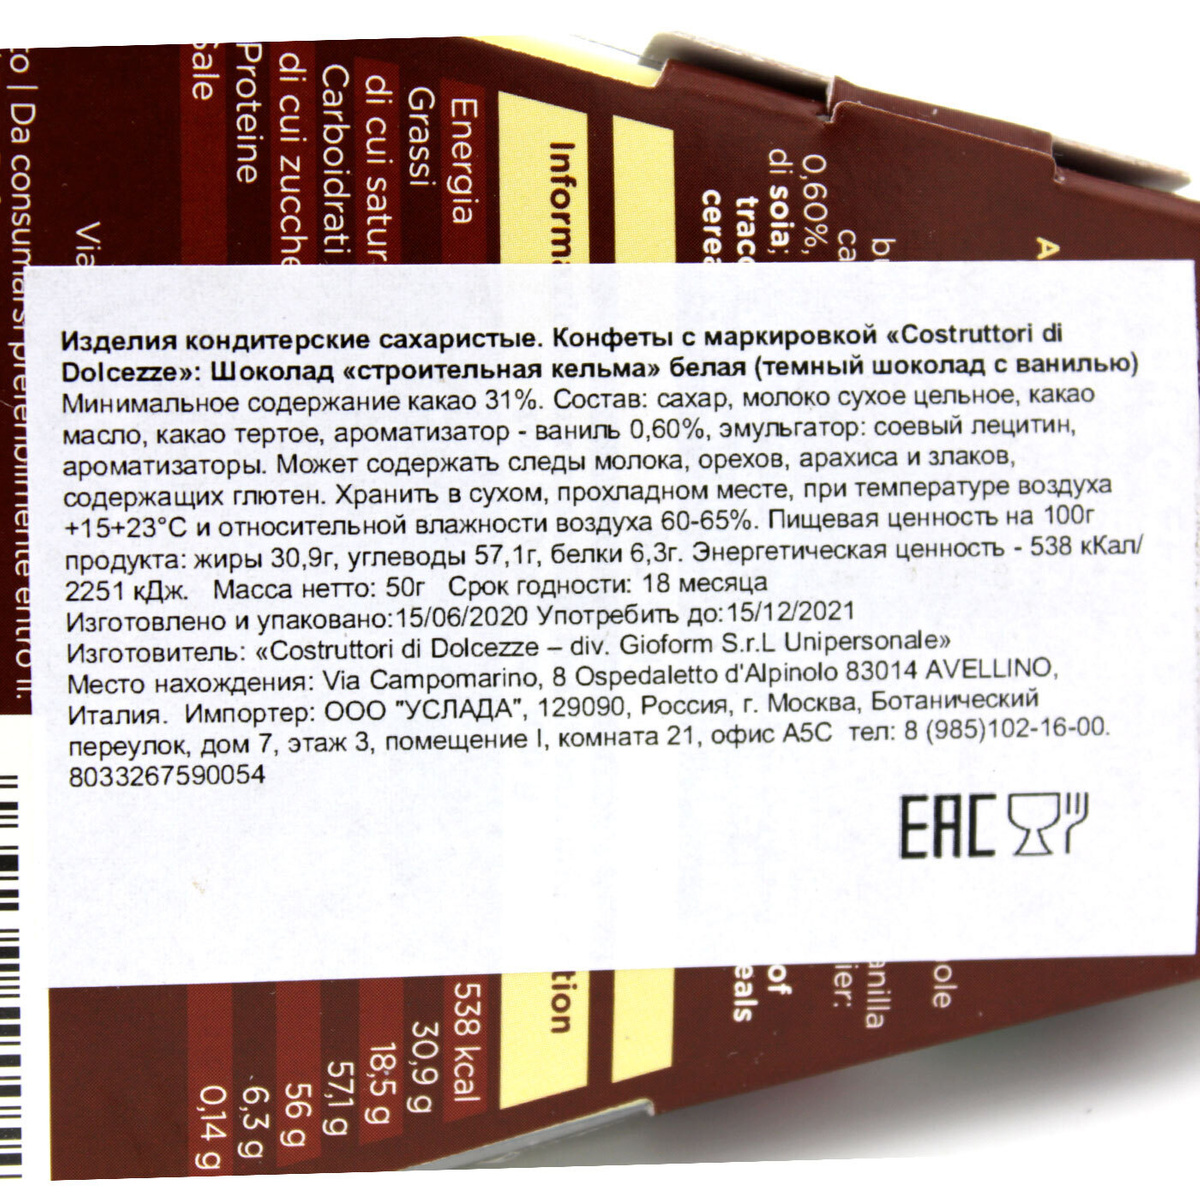 Изделия кондитерские сахаристые. Конфеты с маркировкой «Costruttori di
Dolcezze»: Шоколад «строительная кельма» белая (темный шоколад с ванилью)
Минимальное содержание какао 31%. Состав: сахар, молоко сухое цельное, какао
масло, какао тертое, ароматизатор - ваниль 0,60%, эмульгатор: соевый лецитин,
ароматизаторы. Может содержать следы молока, орехов, арахиса и злаков,
содержащих глютен. Хранить в сухом, прохладном месте, при температуре воздуха
+15+23°С и относительной влажности воздуха 60-65%. Пищевая ценность на 100г
продукта: жиры 30,9г, углеводы 57,1г, белки 6,3г. Энергетическая ценность - 538 кКал/
2251 кДж. Масса нетто: 50г Срок годности: 18 месяца
Изготовлено и упаковано:15/06/2020 Употребить до:15/12/2021
Изготовитель: «Costruttori di Dolcezze – div. Gioform S.r.L Unipersonale»
Место нахождения: Via Campomarino, 8 Ospedaletto d'Alpinolo 83014 AVELLINO,
Италия. Импортер: ООО "УСЛАДА", 129090, Россия, г. Москва, Ботанический
переулок, дом 7, этаж 3, помещение I, комната 21, офис А5С тел: 8 (985)102-16-00.
8033267590054
EAC
A
0,60%,
di soia;
Energia
538 kcal
Grassi
30,9 g
di cui satur
18,5 g
Carboidrati
57,1 g
di cui zucche
56 g
Proteine
6,3 g
Sale
0,14 g
Via
Da consumarsi preferibilmente entro il:
anilla
of